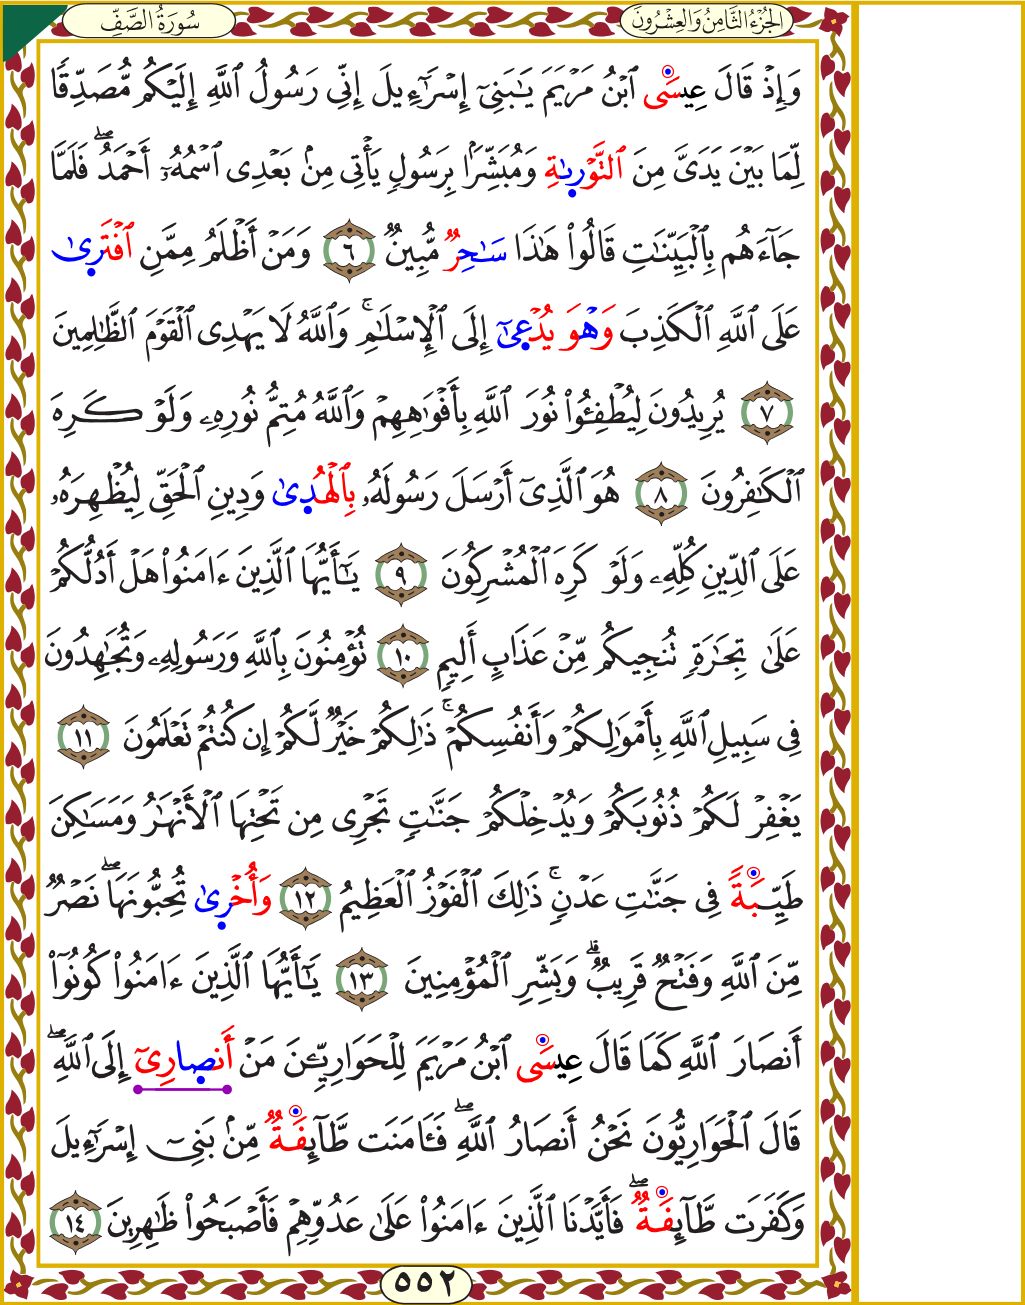 الجُزْءُ الثَّامِنُ وَالعِشْرُونَ
سُورَةُ الصَّفِّ
وَإِذْ قَالَ عِيسَى ٱبْنُ مَرْيَمَ يَٰبَنِىٓ إِسْرَٰٓءِيلَ إِنِّى رَسُولُ ٱللَّهِ إِلَيْكُم مُّصَدِّقًا
لِّمَا بَيْنَ يَدَىَّ مِنَ ٱلتَّوْرِىٰةِ وَمُبَشِّرًۢا بِرَسُولٍ يَأْتِى مِنۢ بَعْدِى ٱسْمُهُۥٓ أَحْمَدُۖ فَلَمَّا
جَآءَهُم بِٱلْبَيِّنَٰتِ قَالُوا۟ هَٰذَا سَٰحِرٌ مُّبِينٌ ٦ وَمَنْ أَظْلَمُ مِمَّنِ ٱفْتَرِىٰ
عَلَى ٱللَّهِ ٱلْكَذِبَ وَهْوَ يُدْعِىٰٓ إِلَى ٱلْإِسْلَٰمِۚ وَٱللَّهُ لَا يَهْدِى ٱلْقَوْمَ ٱلظَّٰلِمِينَ
٧ يُرِيدُونَ لِيُطْفِـُٔوا۟ نُورَ ٱللَّهِ بِأَفْوَٰهِهِمْ وَٱللَّهُ مُتِمُّ نُورِهِۦ وَلَوْ كَرِهَ
ٱلْكَٰفِرُونَ ٨ هُوَ ٱلَّذِىٓ أَرْسَلَ رَسُولَهُۥ بِٱلْهُدِىٰ وَدِينِ ٱلْحَقِّ لِيُظْهِرَهُۥ
عَلَى ٱلدِّينِ كُلِّهِۦ وَلَوْ كَرِهَ ٱلْمُشْرِكُونَ ٩ يَٰٓأَيُّهَا ٱلَّذِينَ ءَامَنُوا۟ هَلْ أَدُلُّكُمْ
عَلَىٰ تِجَٰرَةٍ تُنجِيكُم مِّنْ عَذَابٍ أَلِيمٍ ١٠ تُؤْمِنُونَ بِٱللَّهِ وَرَسُولِهِۦ وَتُجَٰهِدُونَ
فِى سَبِيلِ ٱللَّهِ بِأَمْوَٰلِكُمْ وَأَنفُسِكُمْۚ ذَٰلِكُمْ خَيْرٌ لَّكُمْ إِن كُنتُمْ تَعْلَمُونَ ١١
يَغْفِرْ لَكُمْ ذُنُوبَكُمْ وَيُدْخِلْكُمْ جَنَّٰتٍ تَجْرِى مِن تَحْتِهَا ٱلْأَنْهَٰرُ وَمَسَٰكِنَ
طَيِّبَةً فِى جَنَّٰتِ عَدْنٍۚ ذَٰلِكَ ٱلْفَوْزُ ٱلْعَظِيمُ ١٢ وَأُخْرِىٰ تُحِبُّونَهَاۖ نَصْرٌ
مِّنَ ٱللَّهِ وَفَتْحٌ قَرِيبٌۗ وَبَشِّرِ ٱلْمُؤْمِنِينَ ١٣ يَٰٓأَيُّهَا ٱلَّذِينَ ءَامَنُوا۟ كُونُوٓا۟
أَنصَارَ ٱللَّهِ كَمَا قَالَ عِيسَى ٱبْنُ مَرْيَمَ لِلْحَوَارِيِّـۧنَ مَنْ أَنصَارِىٓ إِلَى ٱللَّهِۖ
قَالَ ٱلْحَوَارِيُّونَ نَحْنُ أَنصَارُ ٱللَّهِۖ فَـَٔامَنَت طَّآئِفَةٌ مِّنۢ بَنِىٓ إِسْرَٰٓءِيلَ
وَكَفَرَت طَّآئِفَةٌۖ فَأَيَّدْنَا ٱلَّذِينَ ءَامَنُوا۟ عَلَىٰ عَدُوِّهِمْ فَأَصْبَحُوا۟ ظَٰهِرِينَ ١٤
٥٥٢